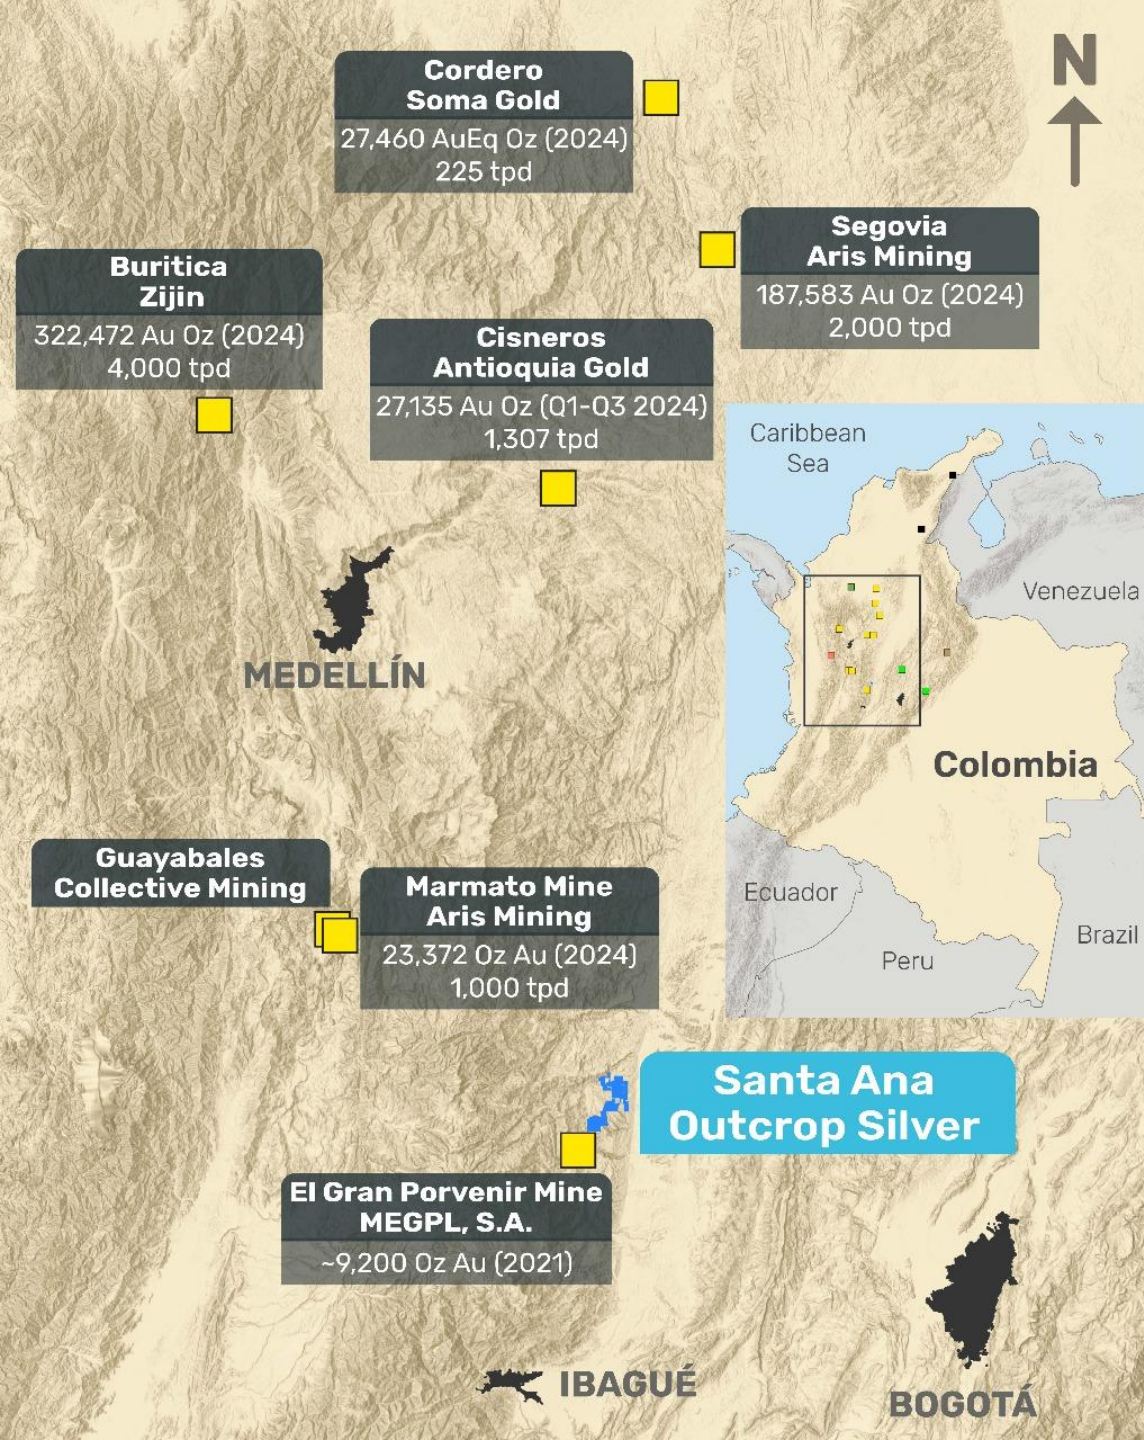 N
Cordero
Soma Gold
27,460 AuEq Oz (2024)
225 tpd
Segovia
Aris Mining
187,583 Au Oz (2024)
2,000 tpd
Buritica
Zijin
322,472 Au Oz (2024)
4,000 tpd
Cisneros
Antioquia Gold
27,135 Au Oz (Q1-Q3 2024)
1,307 tpd
Caribbean
Sea
Venezuela
Colombia
Ecuador
Peru
Brazil
MEDELLÍN
Guayabales
Collective Mining
Marmato Mine
Aris Mining
23,372 Oz Au (2024)
1,000 tpd
Santa Ana
Outcrop Silver
El Gran Porvenir Mine
MEGPL, S.A.
~9,200 Oz Au (2021)
IBAGUÉ
BOGOTÁ